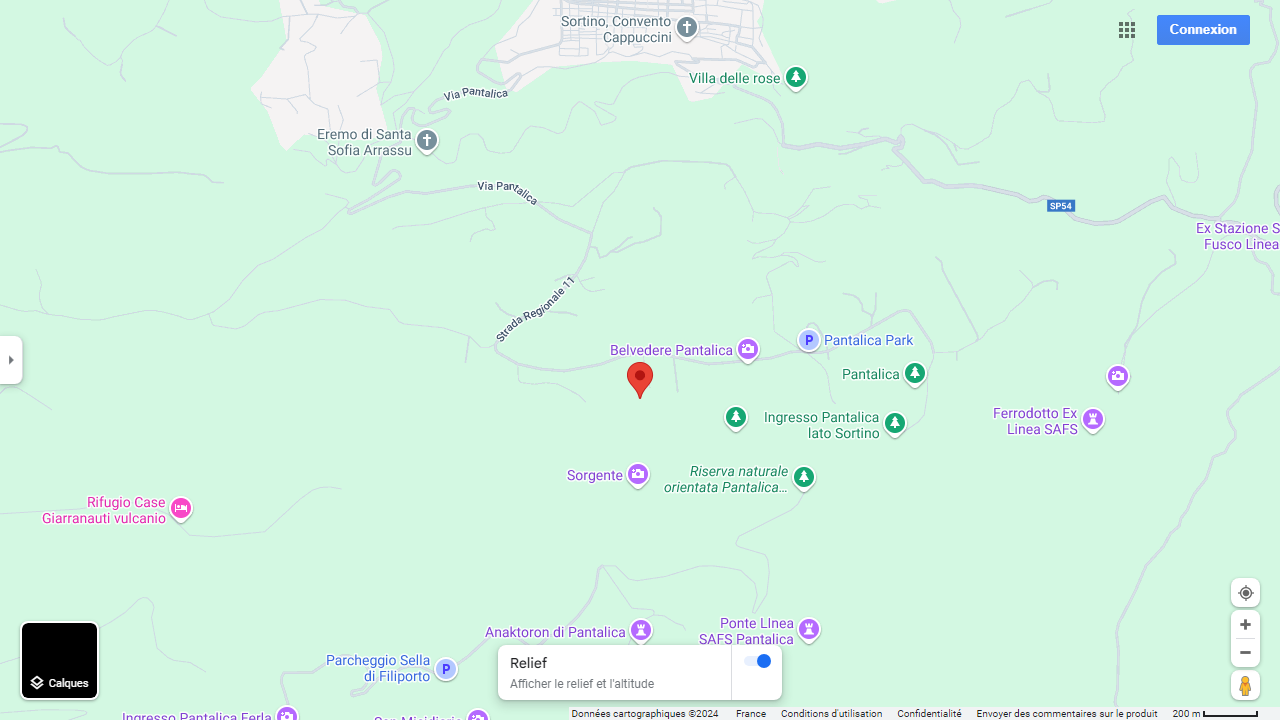 Sortino, Convento
Cappuccini
Connexion
Villa delle rose
Via Pantalica
Eremo di Santa
Sofia Arrassu
Via Pantalica
SP54
Ex Stazione S
Fusco Linea
Strada Regionale 11
Belvedere Pantalica
P
Pantalica Park
Pantalica
Ingresso Pantalica
lato Sortino
Ferrodotto Ex
Linea SAFS
Sorgente
Riserva naturale
orientata Pantalica...
Rifugio Case
Giarranauti vulcanio
Anaktoron di Pantalica
Ponte LInea
SAFS Pantalica
Parcheggio Sella
di Filiporto
P
Relief
Afficher le relief et l'altitude
Calques
Ingresso Pantalica Ferla
San Micidiario
Données cartographiques ©2024
France
Conditions d'utilisation
Confidentialité
Envoyer des commentaires sur le produit
200 m